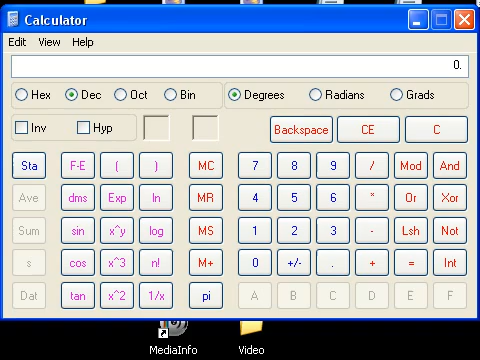 Calculator
Edit View Help
0.
Hex Dec Oct Bin Degrees Radians Grads
Inv Hyp Backspace CE C
Sta F-E ( ) MC 7 8 9 / Mod And
Ave dms Exp ln MR 4 5 6 * Or Xor
Sum sin x^y log MS 1 2 3 - Lsh Not
s cos x^3 n! M+ 0 +/- . + = Int
Dat tan x^2 1/x pi A B C D E F
MediaInfo Video